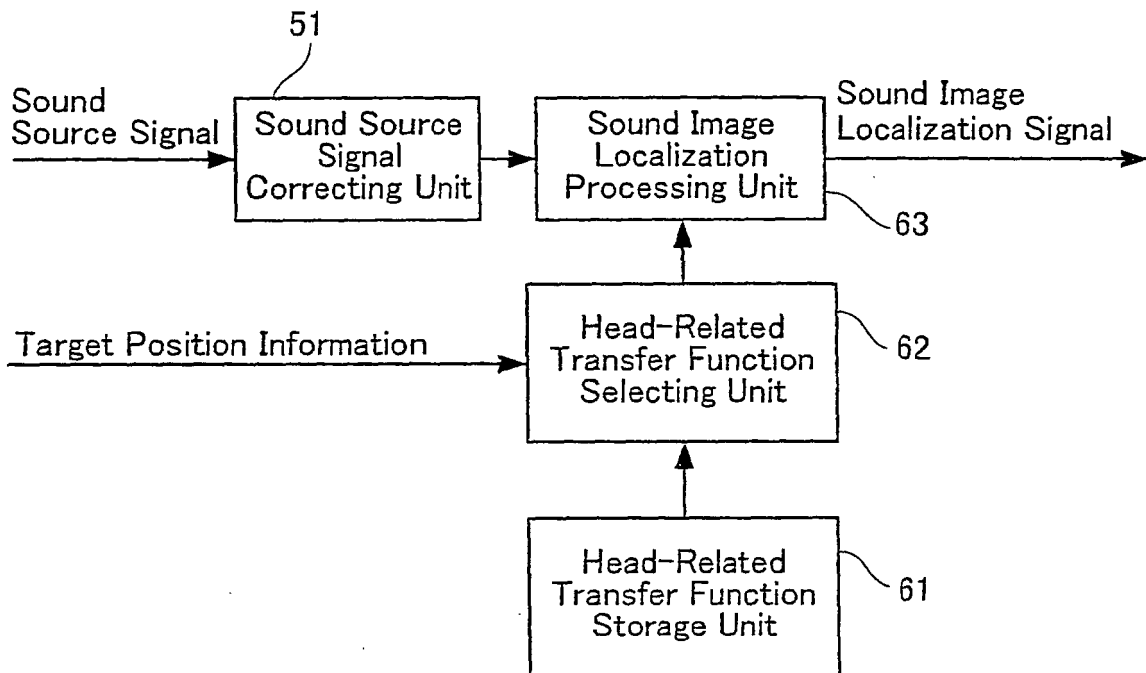 51
Sound
Source Signal
Sound Source
Signal
Correcting Unit
Sound Image
Localization
Processing Unit
Sound Image
Localization Signal
63
Target Position Information
Head-Related
Transfer Function
Selecting Unit
62
Head-Related
Transfer Function
Storage Unit
61